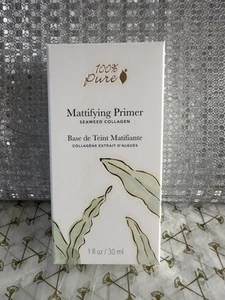 100%
pure
Mattifying Primer
SEAWEED COLLAGEN
Base de Teint Matifiante
COLLAGÈNE EXTRAIT D'ALGUES
1 fl oz / 30 ml